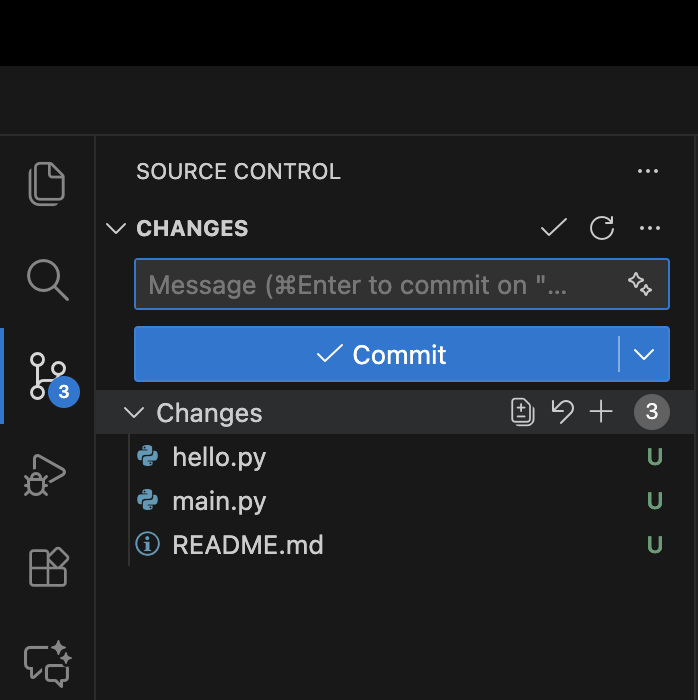 SOURCE CONTROL
CHANGES
Message (⌘Enter to commit on "...
Commit
3
Changes 3
hello.py U
main.py U
README.md U